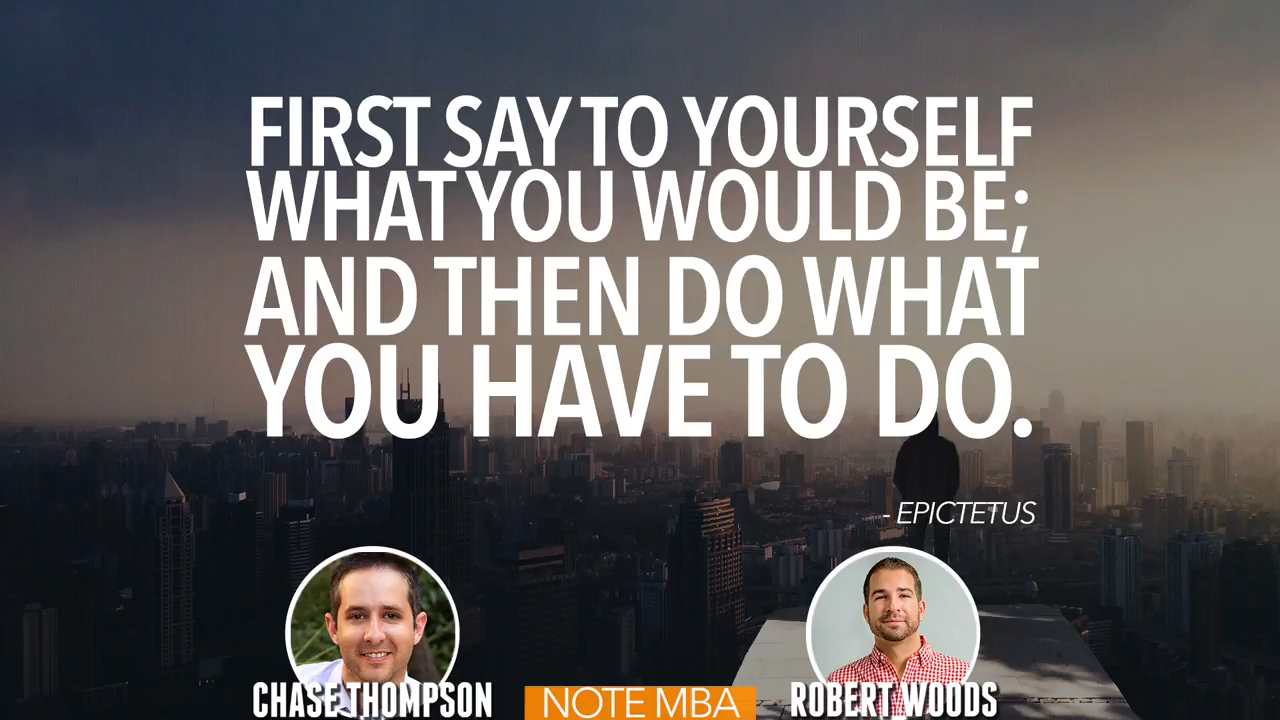 FIRST SAY TO YOURSELF
WHAT YOU WOULD BE;
AND THEN DO WHAT
YOU HAVE TO DO.
- EPICTETUS
CHASE THOMPSON
NOTE MBA
ROBERT WOODS